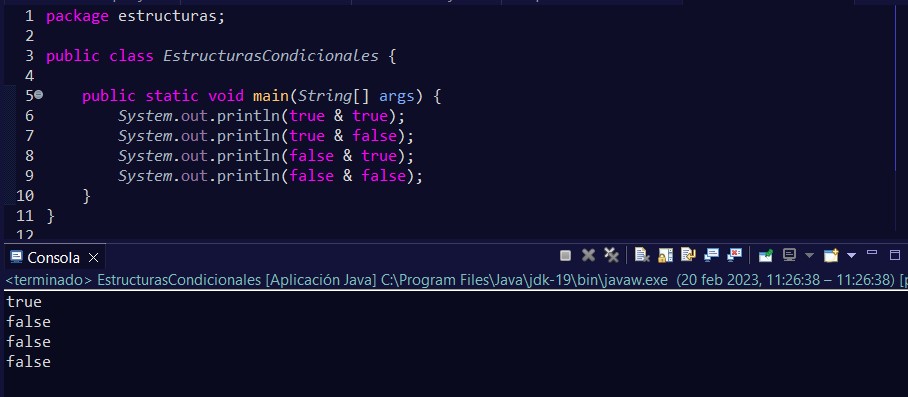 1 package estructuras;
2
3 public class EstructurasCondicionales {
4
5 public static void main(String[] args) {
6 System.out.println(true & true);
7 System.out.println(true & false);
8 System.out.println(false & true);
9 System.out.println(false & false);
10 }
11 }
12
Consola
<terminado> EstructurasCondicionales [Aplicación Java] C:\Program Files\Java\jdk-19\bin\javaw.exe (20 feb 2023, 11:26:38 – 11:26:38) [p
true
false
false
false